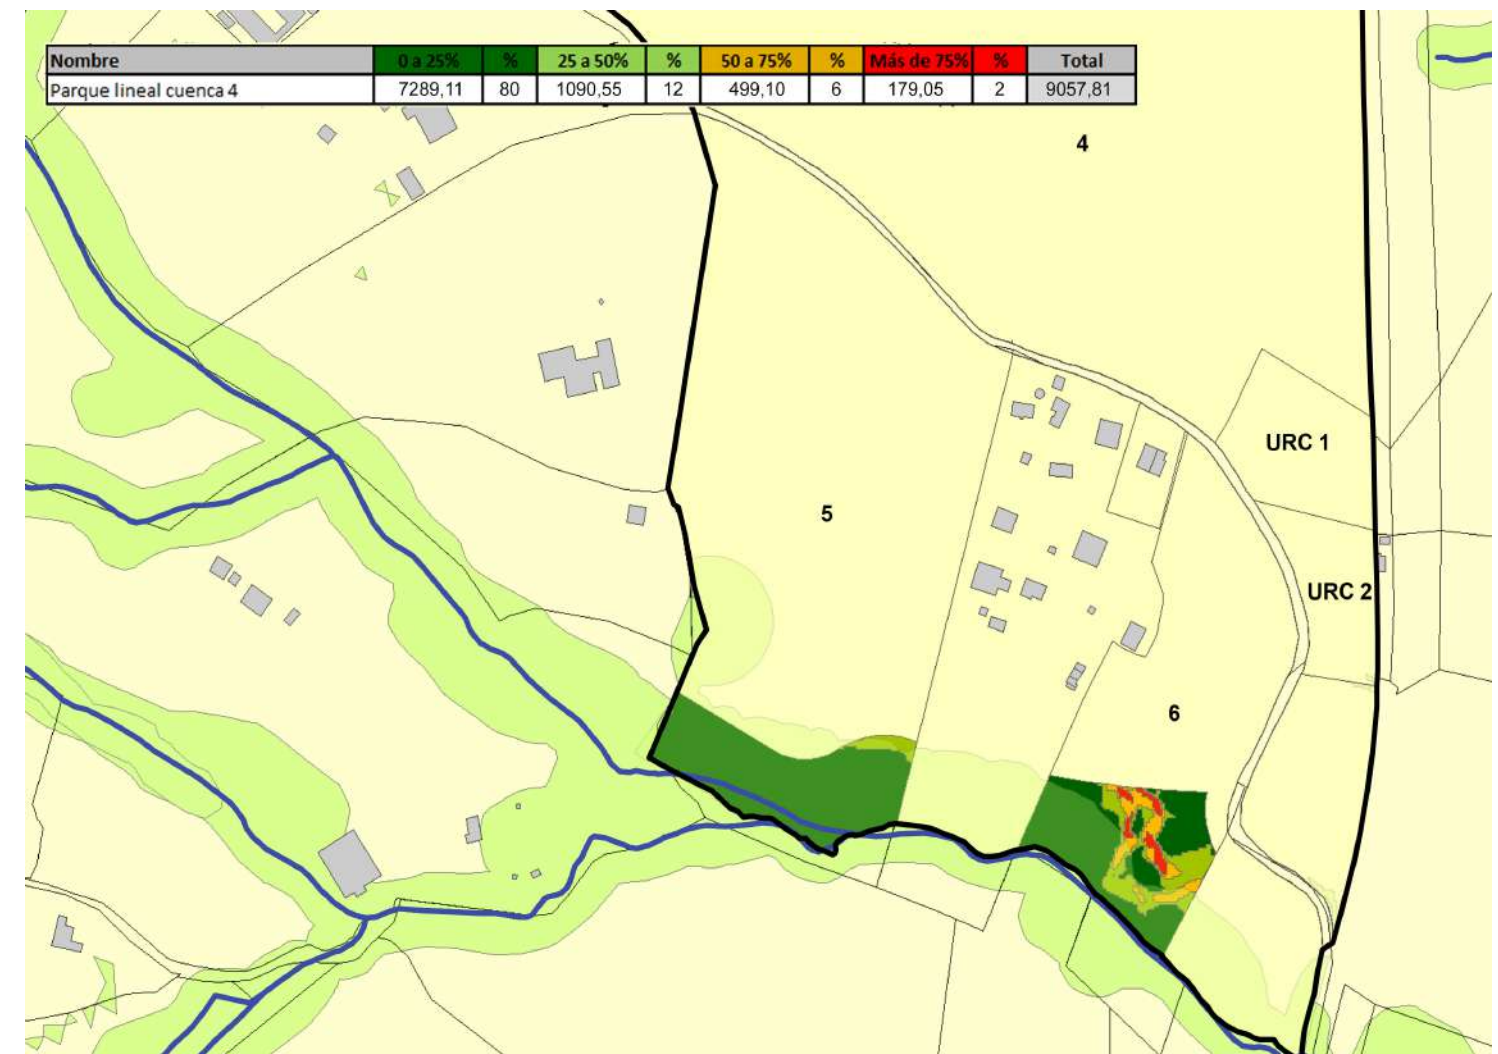 Nombre 0 a 25% % 25 a 50% % 50 a 75% % Más de 75% % Total
Parque lineal cuenca 4 7289,11 80 1090,55 12 499,10 6 179,05 2 9057,81
4
URC 1
5
URC 2
6